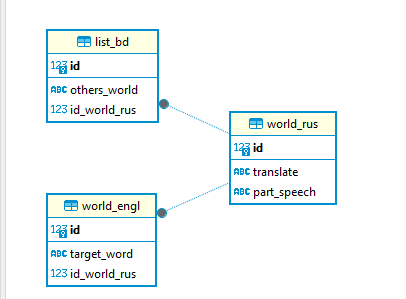 list_bd
123 id
ABC others_world
123 id_world_rus
world_rus
123 id
ABC translate
ABC part_speech
world_engl
123 id
ABC target_word
123 id_world_rus